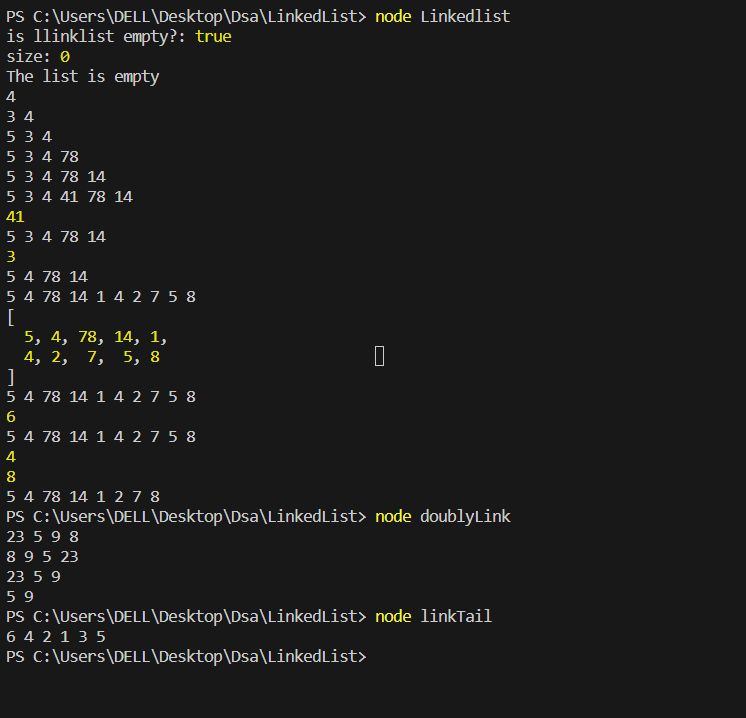 PS C:\Users\DELL\Desktop\Dsa\LinkedList> node Linkedlist
is llinklist empty?: true
size: 0
The list is empty
4
3 4
5 3 4
5 3 4 78
5 3 4 78 14
5 3 4 41 78 14
41
5 3 4 78 14
3
5 4 78 14
5 4 78 14 1 4 2 7 5 8
[
  5, 4, 78, 14, 1,
  4, 2,  7,  5, 8
]
5 4 78 14 1 4 2 7 5 8
6
5 4 78 14 1 4 2 7 5 8
4
8
5 4 78 14 1 2 7 8
PS C:\Users\DELL\Desktop\Dsa\LinkedList> node doublyLink
23 5 9 8
8 9 5 23
23 5 9
5 9
PS C:\Users\DELL\Desktop\Dsa\LinkedList> node linkTail
6 4 2 1 3 5
PS C:\Users\DELL\Desktop\Dsa\LinkedList>